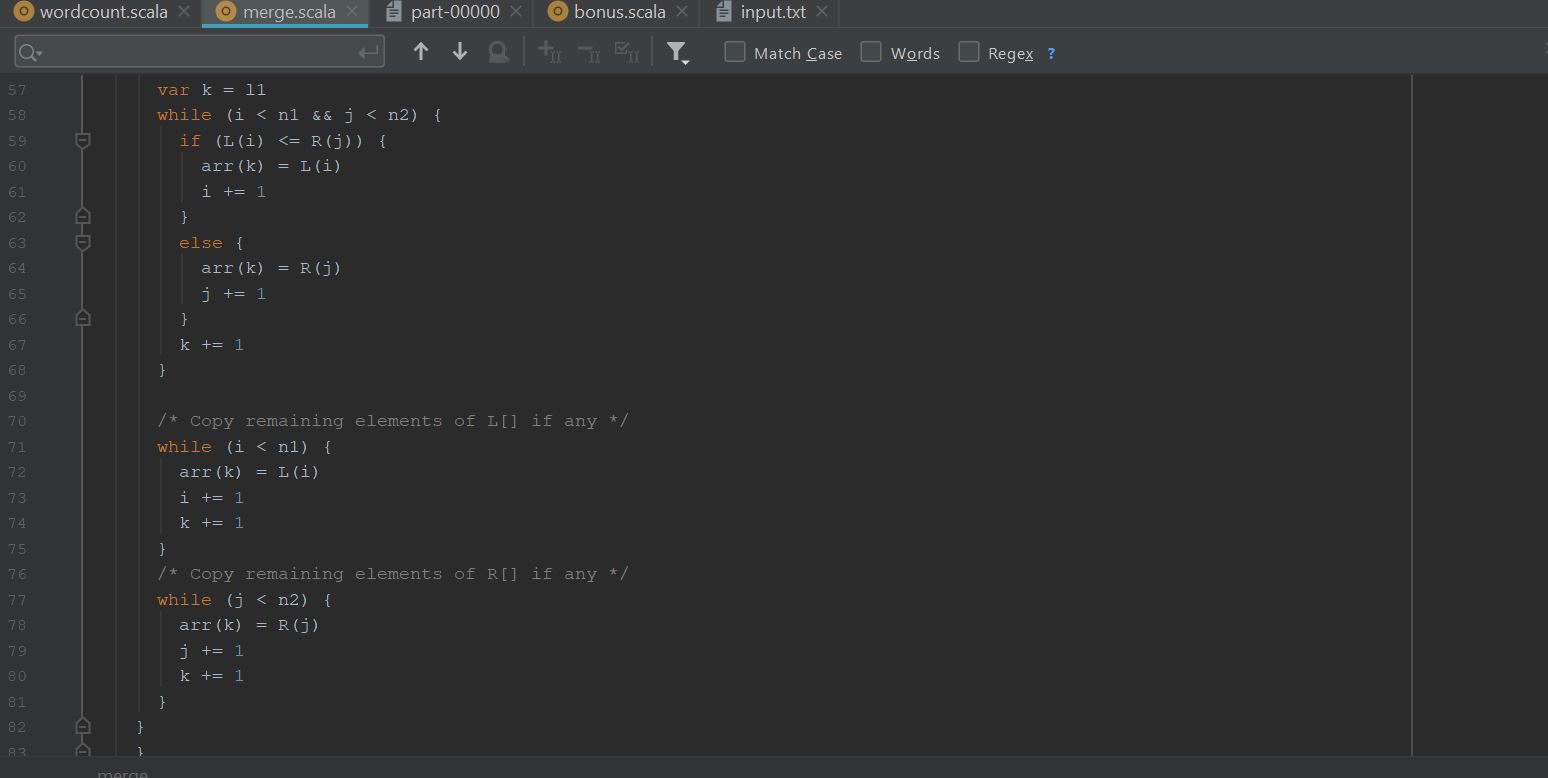 wordcount.scala merge.scala part-00000 bonus.scala input.txt
Match Case Words Regex ?
57 var k = l1
58 while (i < n1 && j < n2) {
59 if (L(i) <= R(j)) {
60 arr(k) = L(i)
61 i += 1
62 }
63 else {
64 arr(k) = R(j)
65 j += 1
66 }
67 k += 1
68 }
69
70 /* Copy remaining elements of L[] if any */
71 while (i < n1) {
72 arr(k) = L(i)
73 i += 1
74 k += 1
75 }
76 /* Copy remaining elements of R[] if any */
77 while (j < n2) {
78 arr(k) = R(j)
79 j += 1
80 k += 1
81 }
82 }
83 }
merge